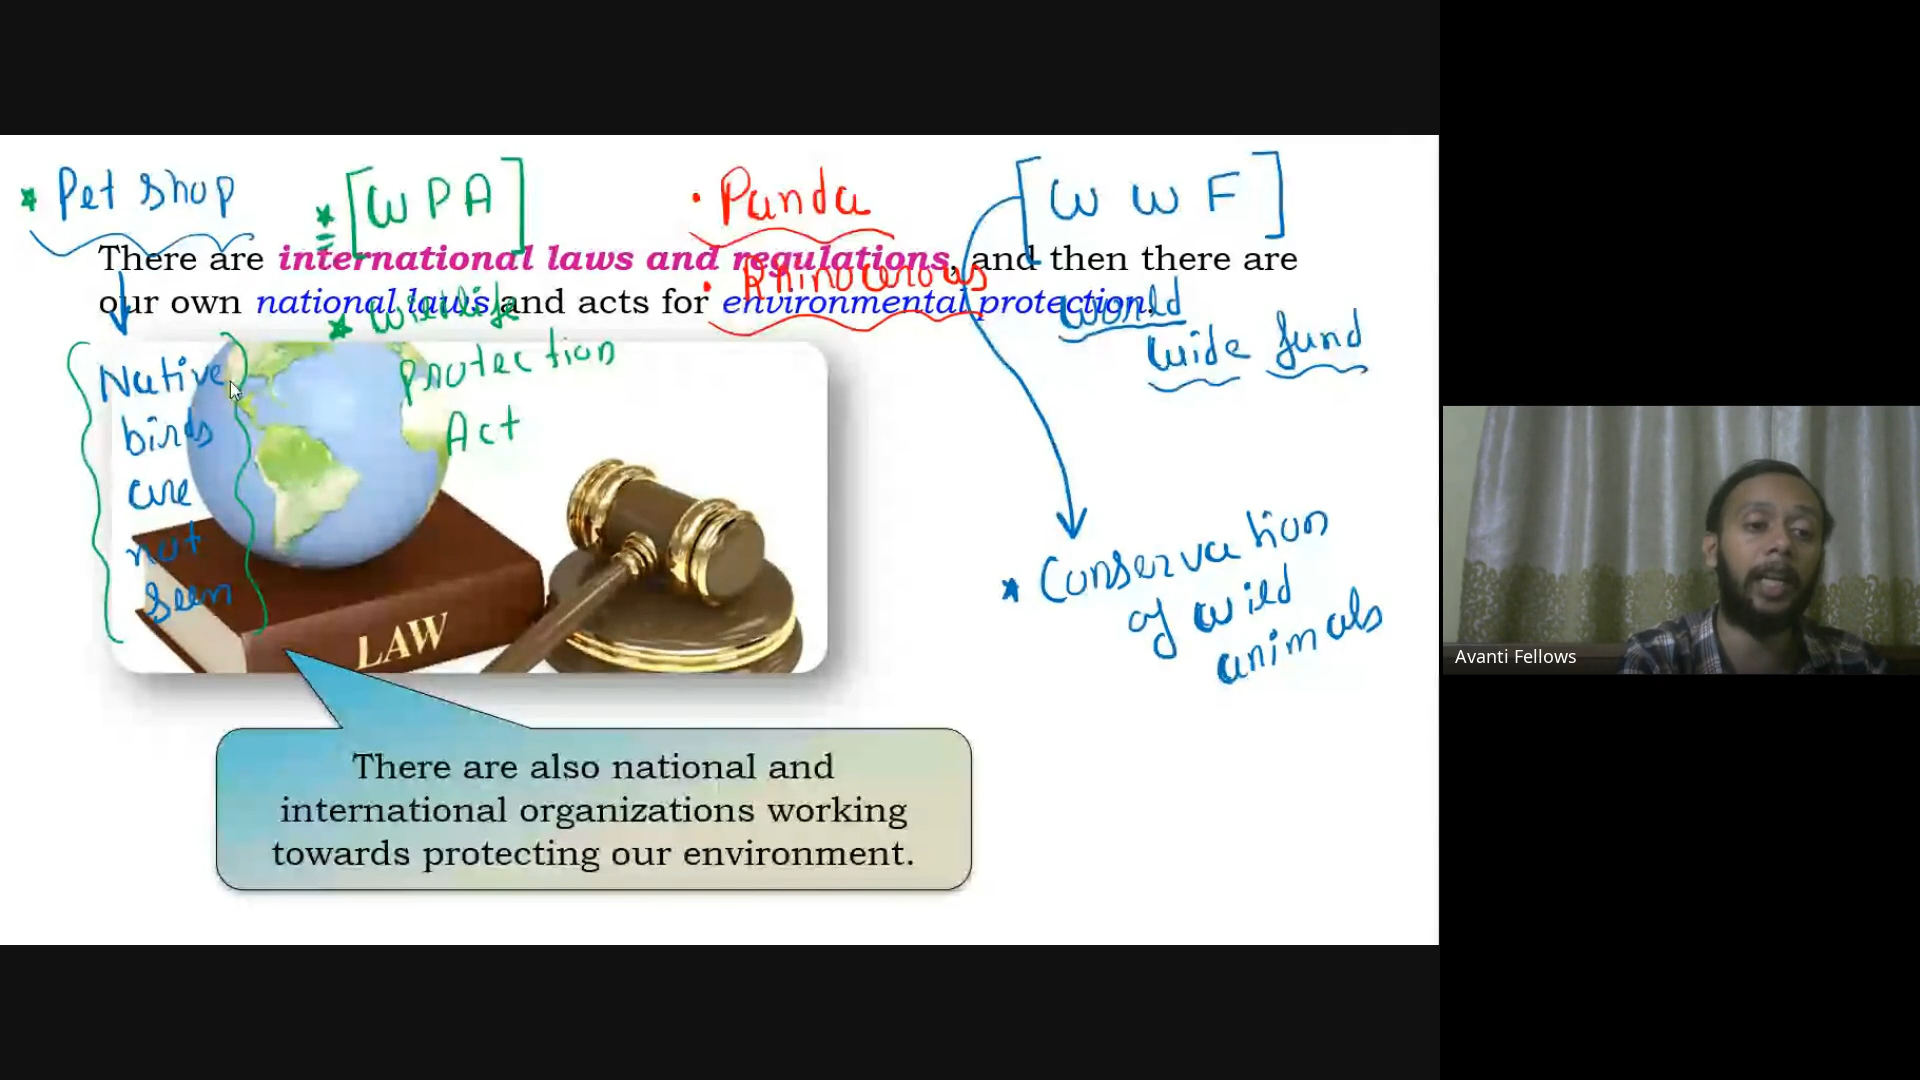 * Pet shop
* [WPA]
. Panda
[W W F]
There are international laws and regulations, and then there are
our own national laws and acts for environmental protection.
. Rhinocerous
* Wildlife
Protection
Act
World
wide fund
Native
birds
are
not
seen
* Conservation
of wild
animals
LAW
Avanti Fellows
There are also national and
international organizations working
towards protecting our environment.